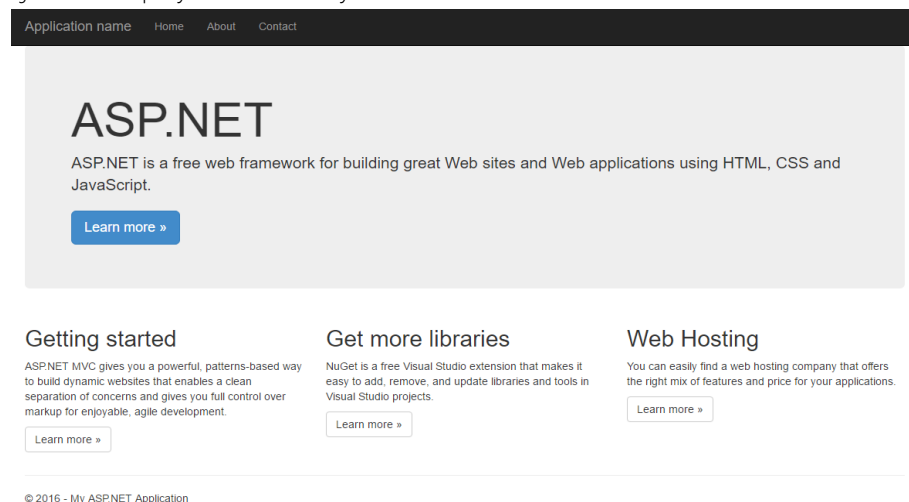 Application name Home About Contact
ASP.NET
ASP.NET is a free web framework for building great Web sites and Web applications using HTML, CSS and
JavaScript.
Learn more »
Getting started
ASP.NET MVC gives you a powerful, patterns-based way
to build dynamic websites that enables a clean
separation of concerns and gives you full control over
markup for enjoyable, agile development.
Learn more »
Get more libraries
NuGet is a free Visual Studio extension that makes it
easy to add, remove, and update libraries and tools in
Visual Studio projects.
Learn more »
Web Hosting
You can easily find a web hosting company that offers
the right mix of features and price for your applications.
Learn more »
© 2016 - My ASP.NET Application